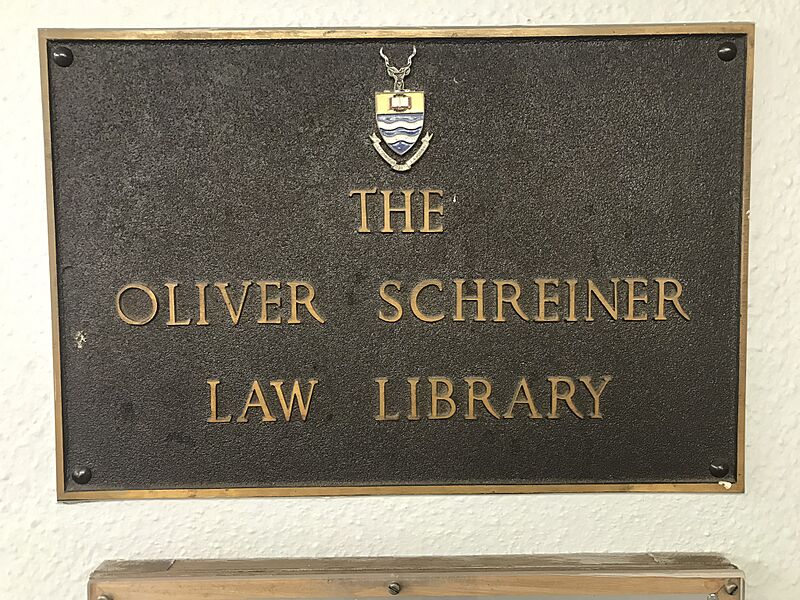 THE
OLIVER SCHREINER
LAW LIBRARY